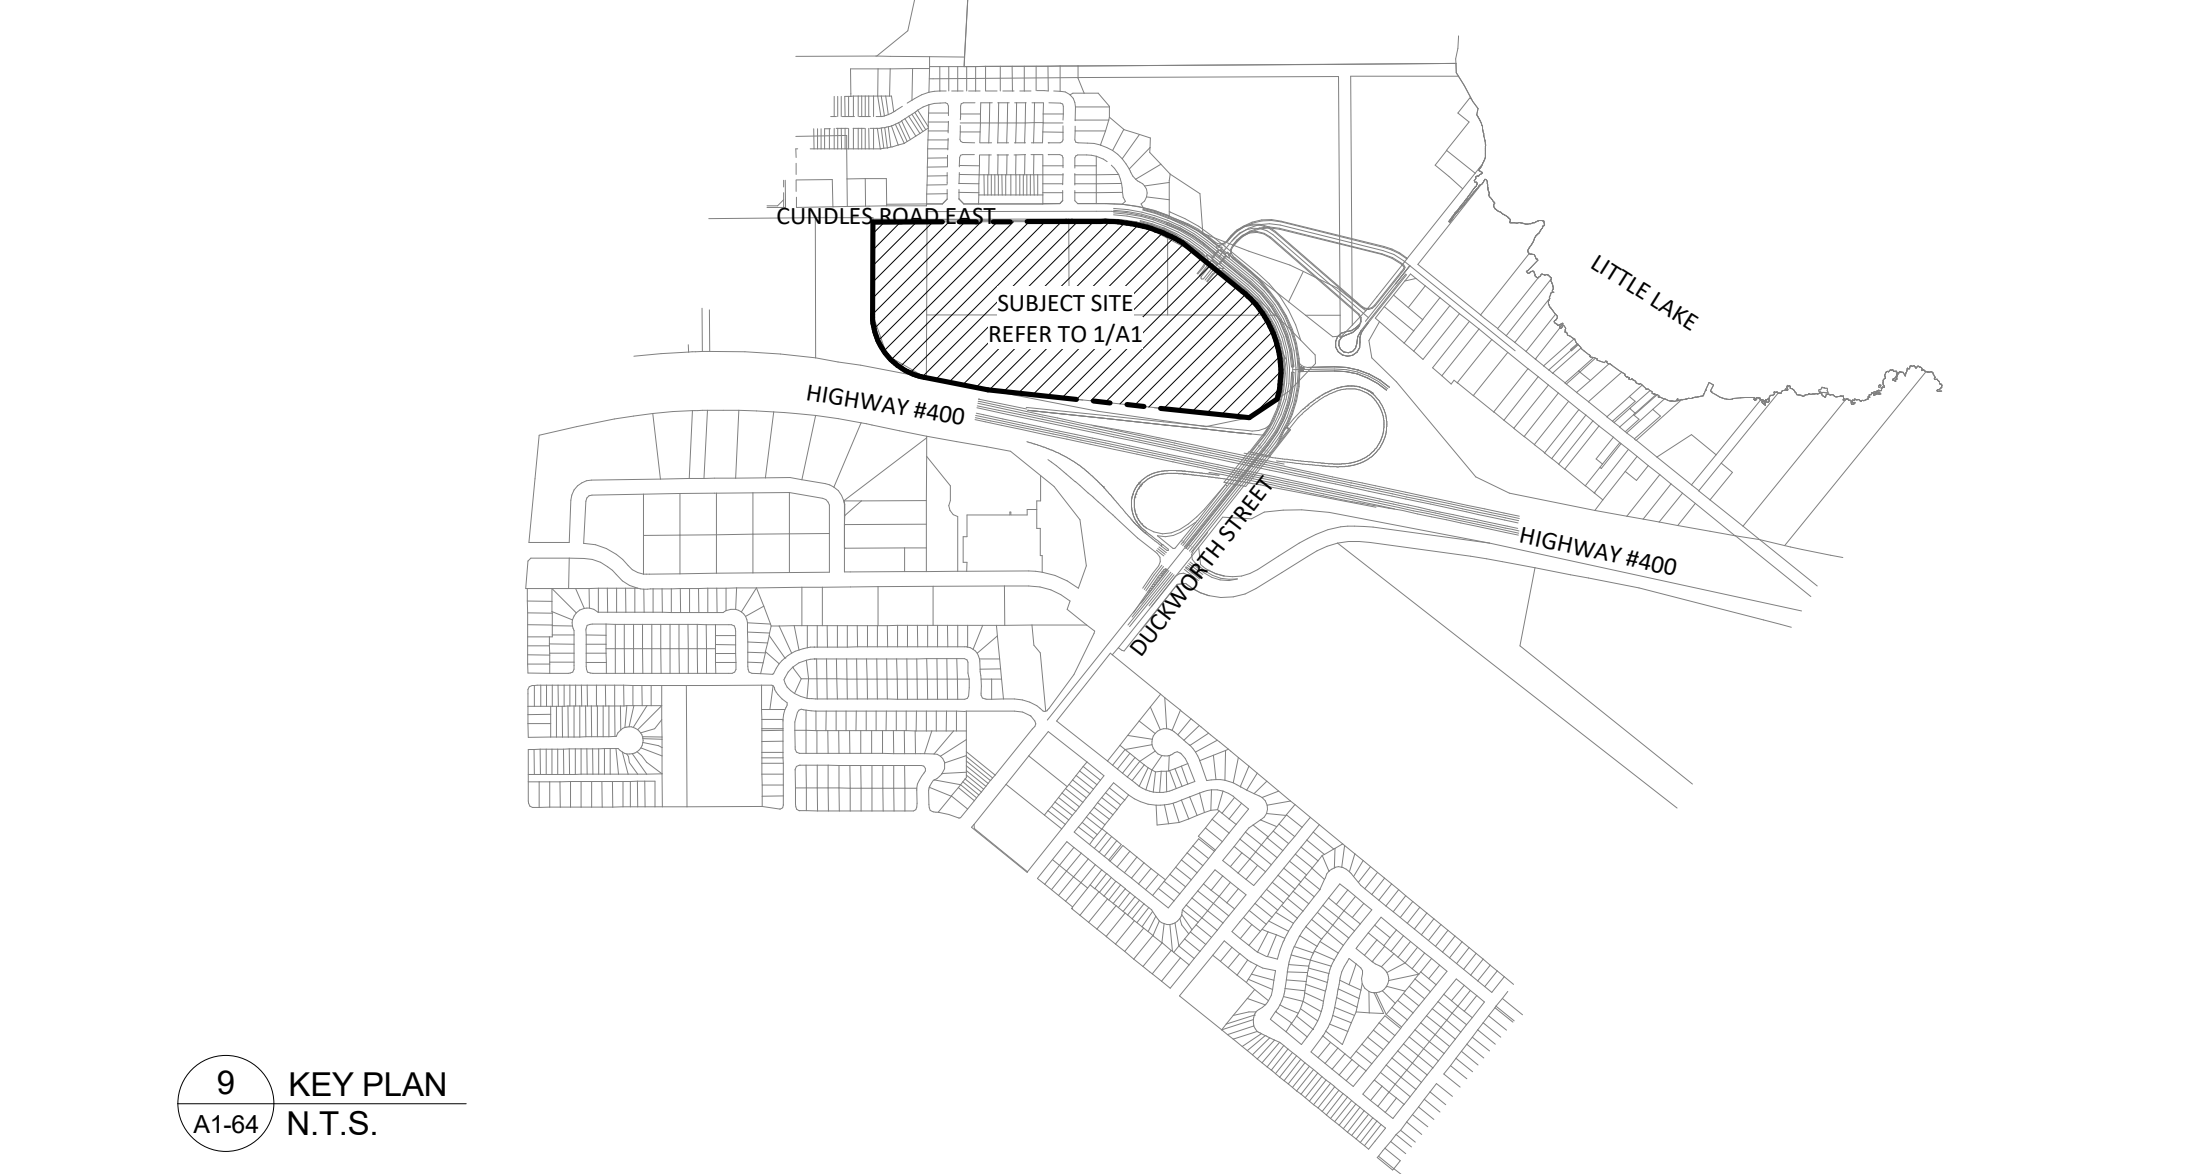 CUNDLES ROAD EAST
LITTLE LAKE
SUBJECT SITE
REFER TO 1/A1
HIGHWAY #400
HIGHWAY #400
DUCKWORTH STREET
9
A1-64
KEY PLAN
N.T.S.